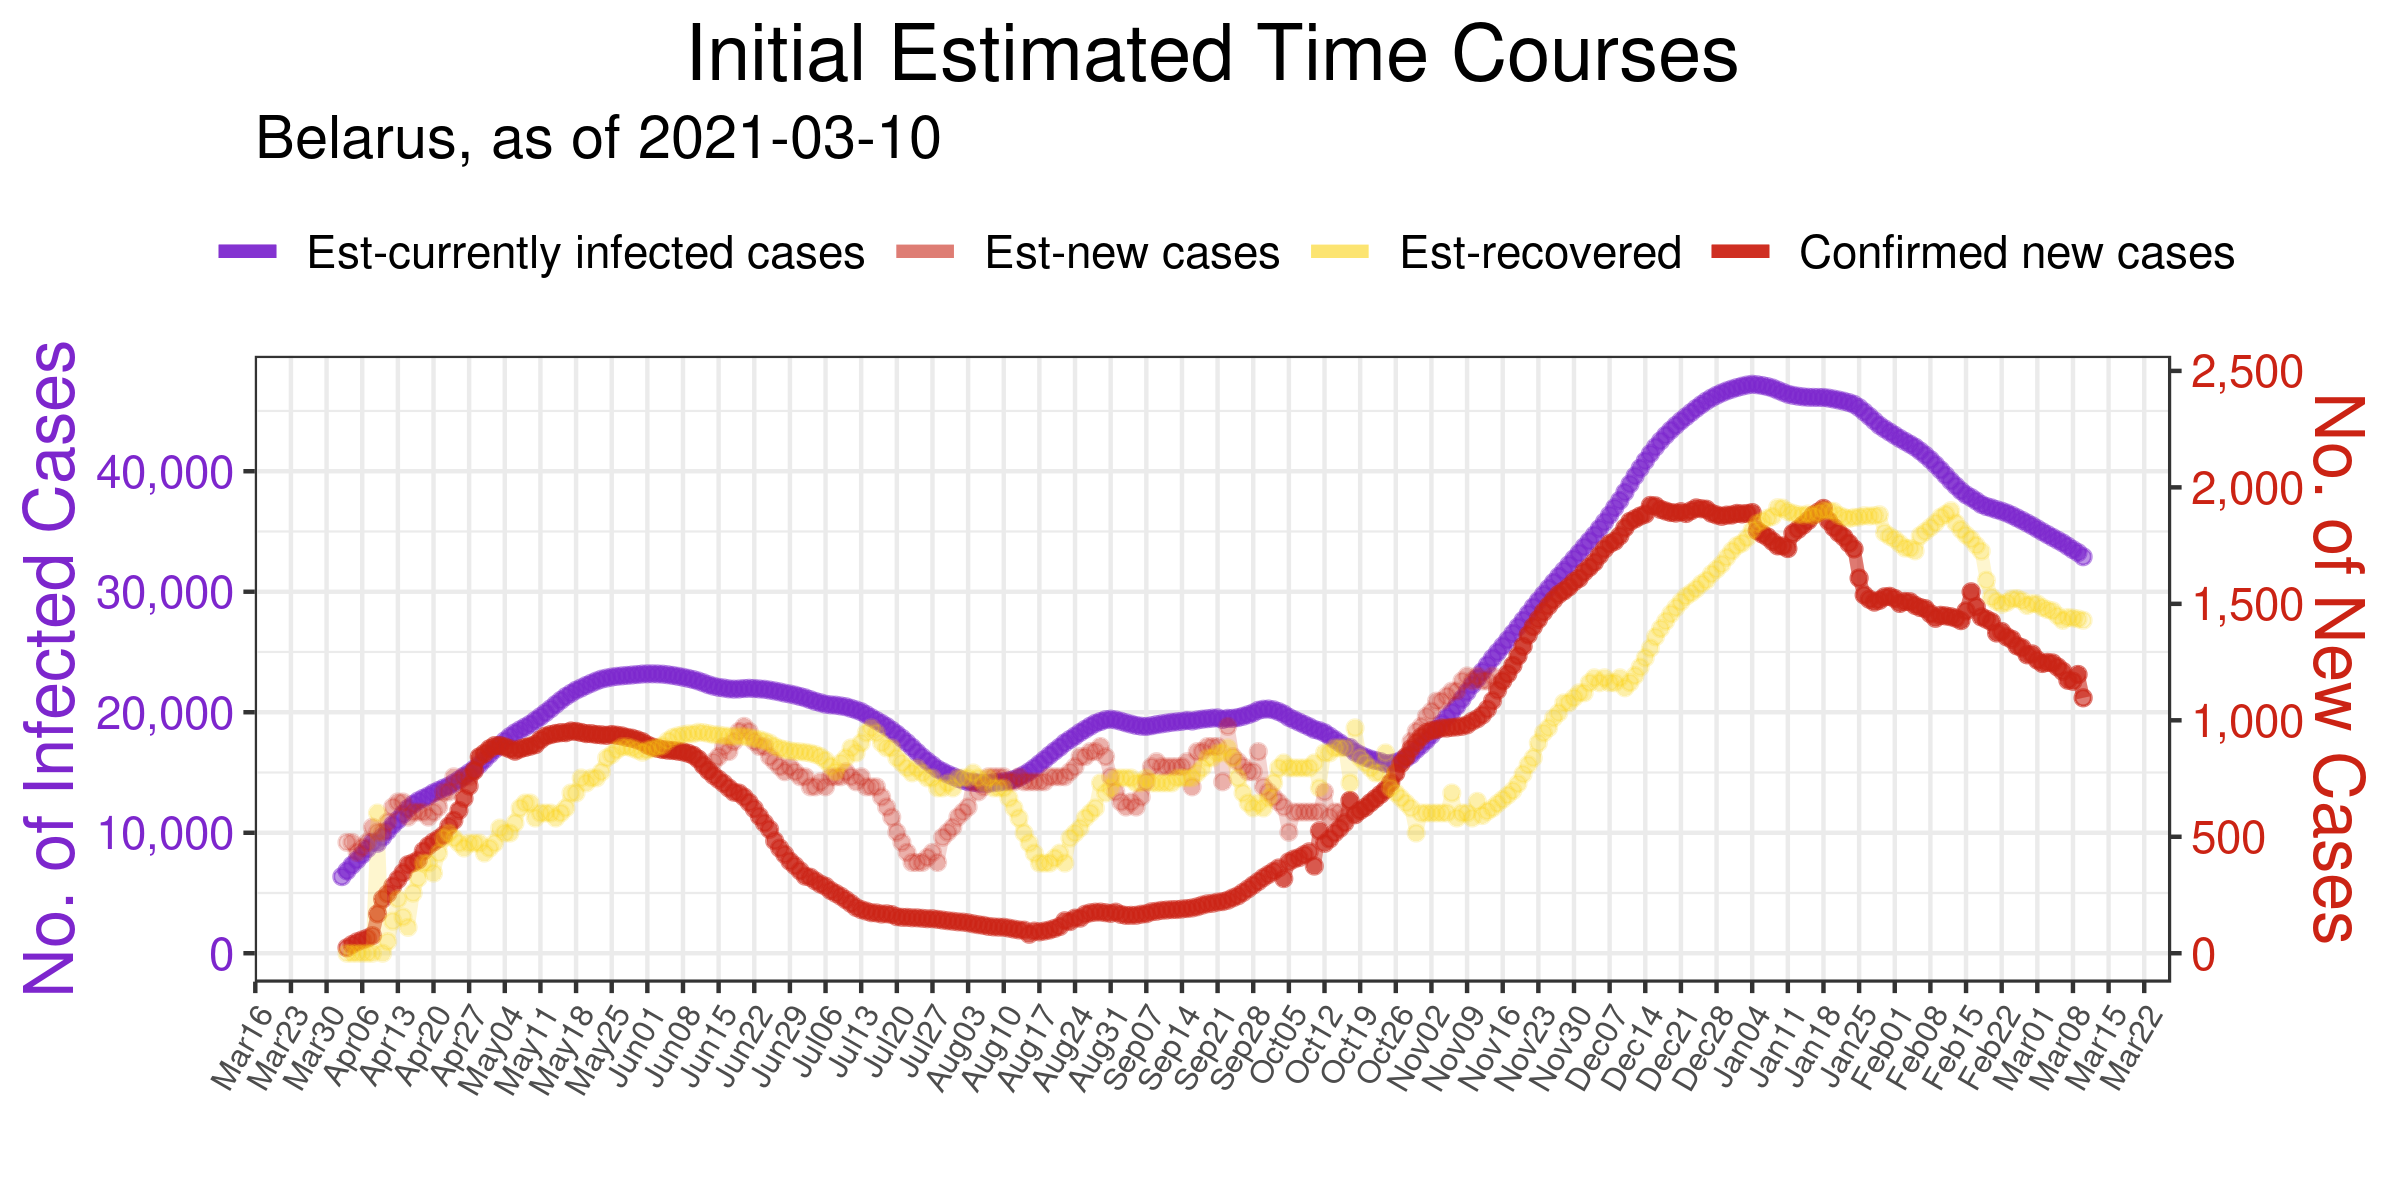 Initial Estimated Time Courses
Belarus, as of 2021-03-10
Est-currently infected cases Est-new cases Est-recovered Confirmed new cases
No. of Infected Cases
40,000
30,000
20,000
10,000
0
2,500
2,000
1,500
1,000
500
0
No. of New Cases
Mar16 Mar23 Mar30 Apr06 Apr13 Apr20 Apr27 May04 May11 May18 May25 Jun01 Jun08 Jun15 Jun22 Jun29 Jul06 Jul13 Jul20 Jul27 Aug03 Aug10 Aug17 Aug24 Aug31 Sep07 Sep14 Sep21 Sep28 Oct05 Oct12 Oct19 Oct26 Nov02 Nov09 Nov16 Nov23 Nov30 Dec07 Dec14 Dec21 Dec28 Jan04 Jan11 Jan18 Jan25 Feb01 Feb08 Feb15 Feb22 Mar01 Mar08 Mar15 Mar22